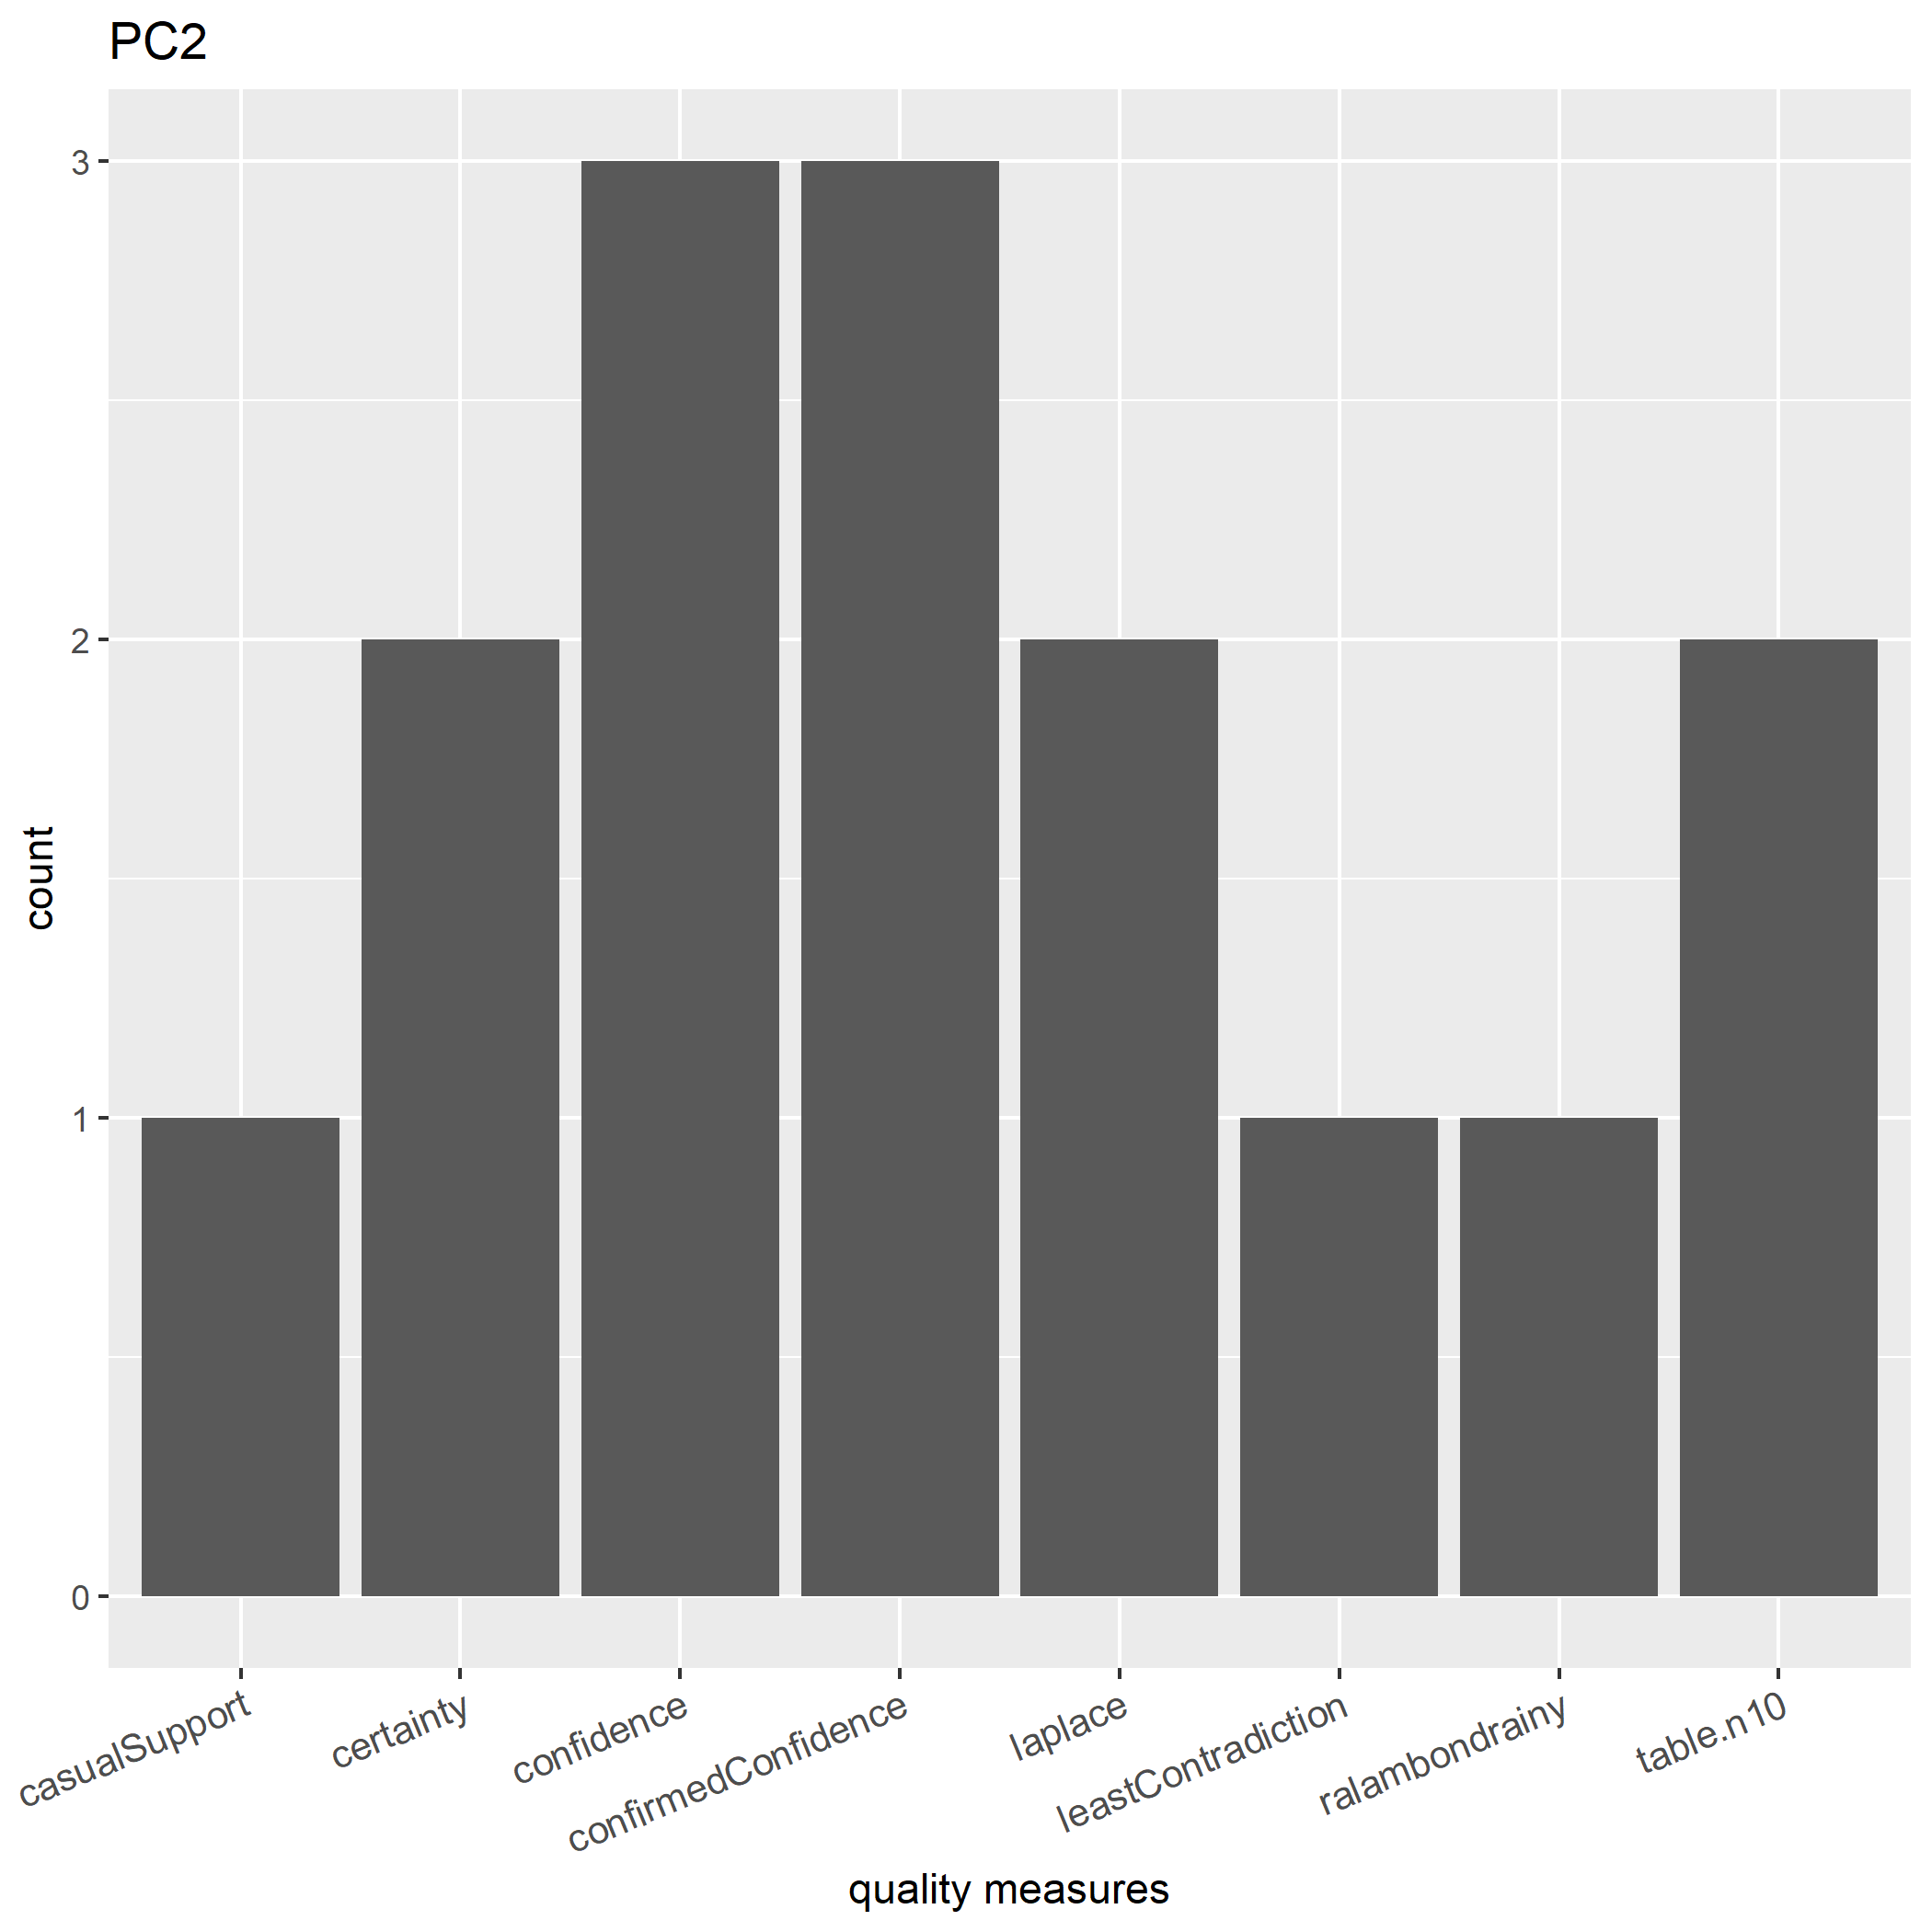 PC2
count
3
2
1
0
casualSupport
certainty
confidence
confirmedConfidence
laplace
leastContradiction
ralambondrainy
table.n10
quality measures